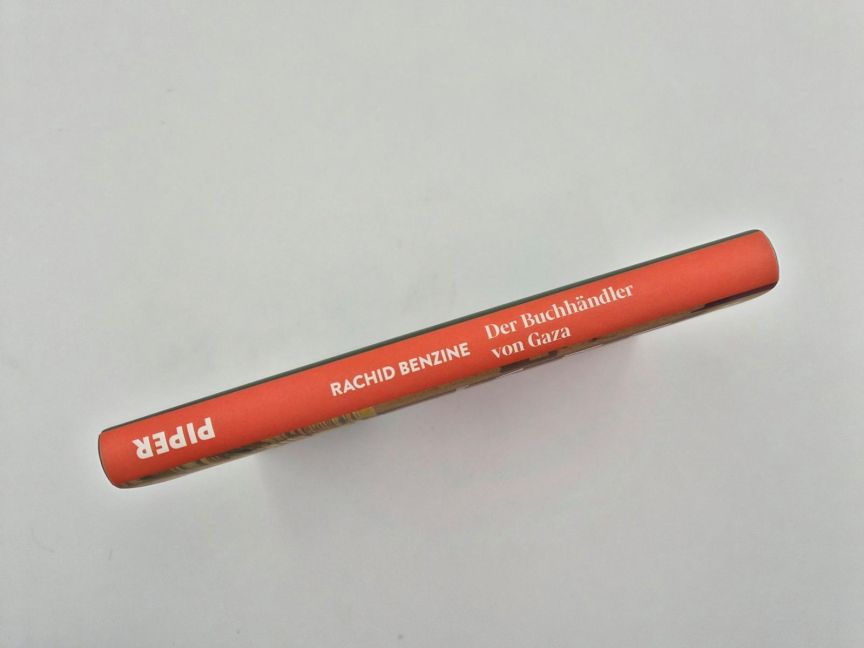 PIPER
RACHID BENZINE
Der Buchhändler
von Gaza